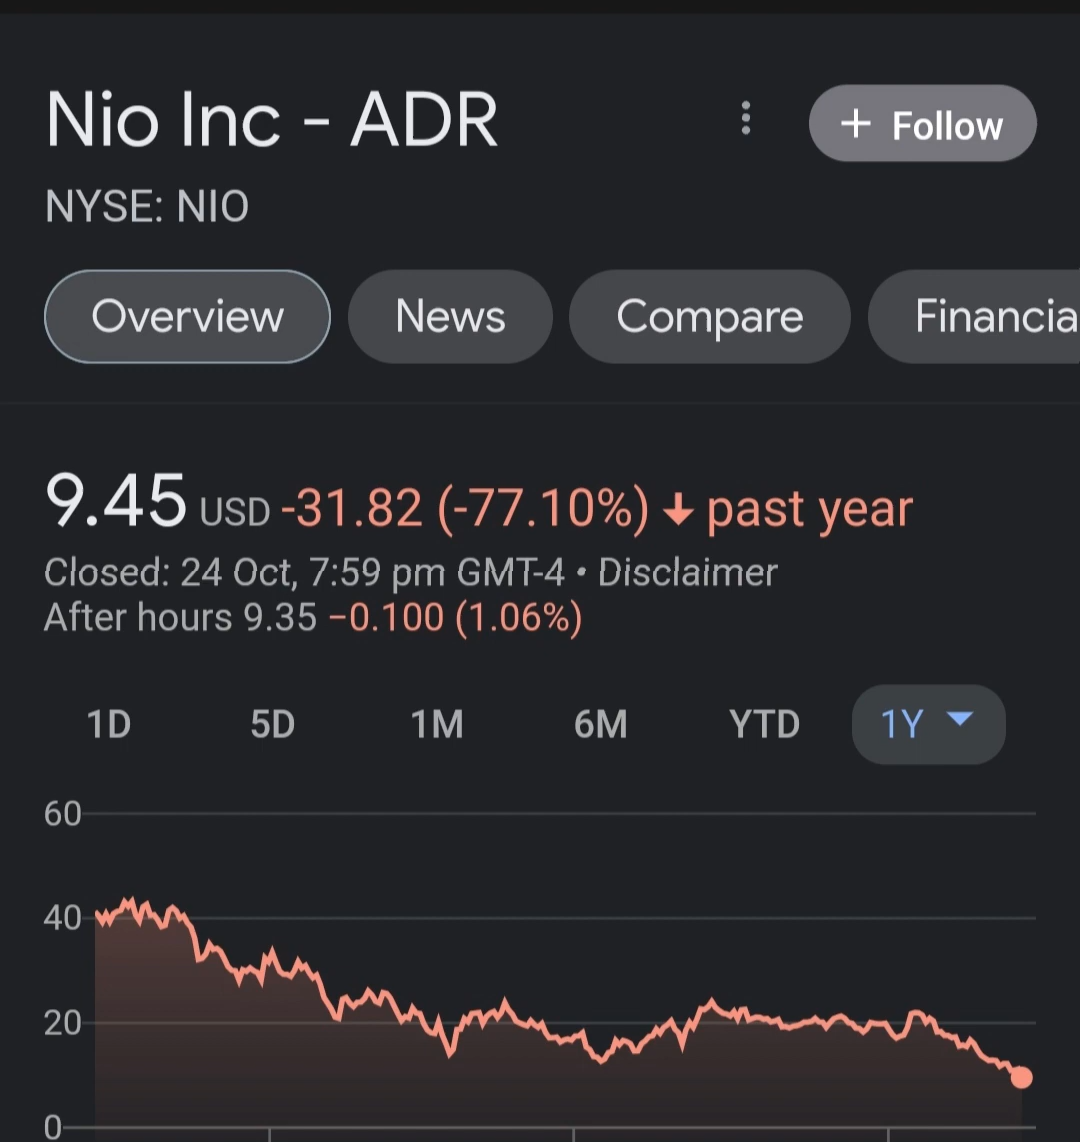 Nio Inc - ADR
+ Follow
NYSE: NIO
Overview News Compare Financia
9.45 USD -31.82 (-77.10%) ↓ past year
Closed: 24 Oct, 7:59 pm GMT-4 • Disclaimer
After hours 9.35 −0.100 (1.06%)
1D 5D 1M 6M YTD 1Y
60
40
20
0